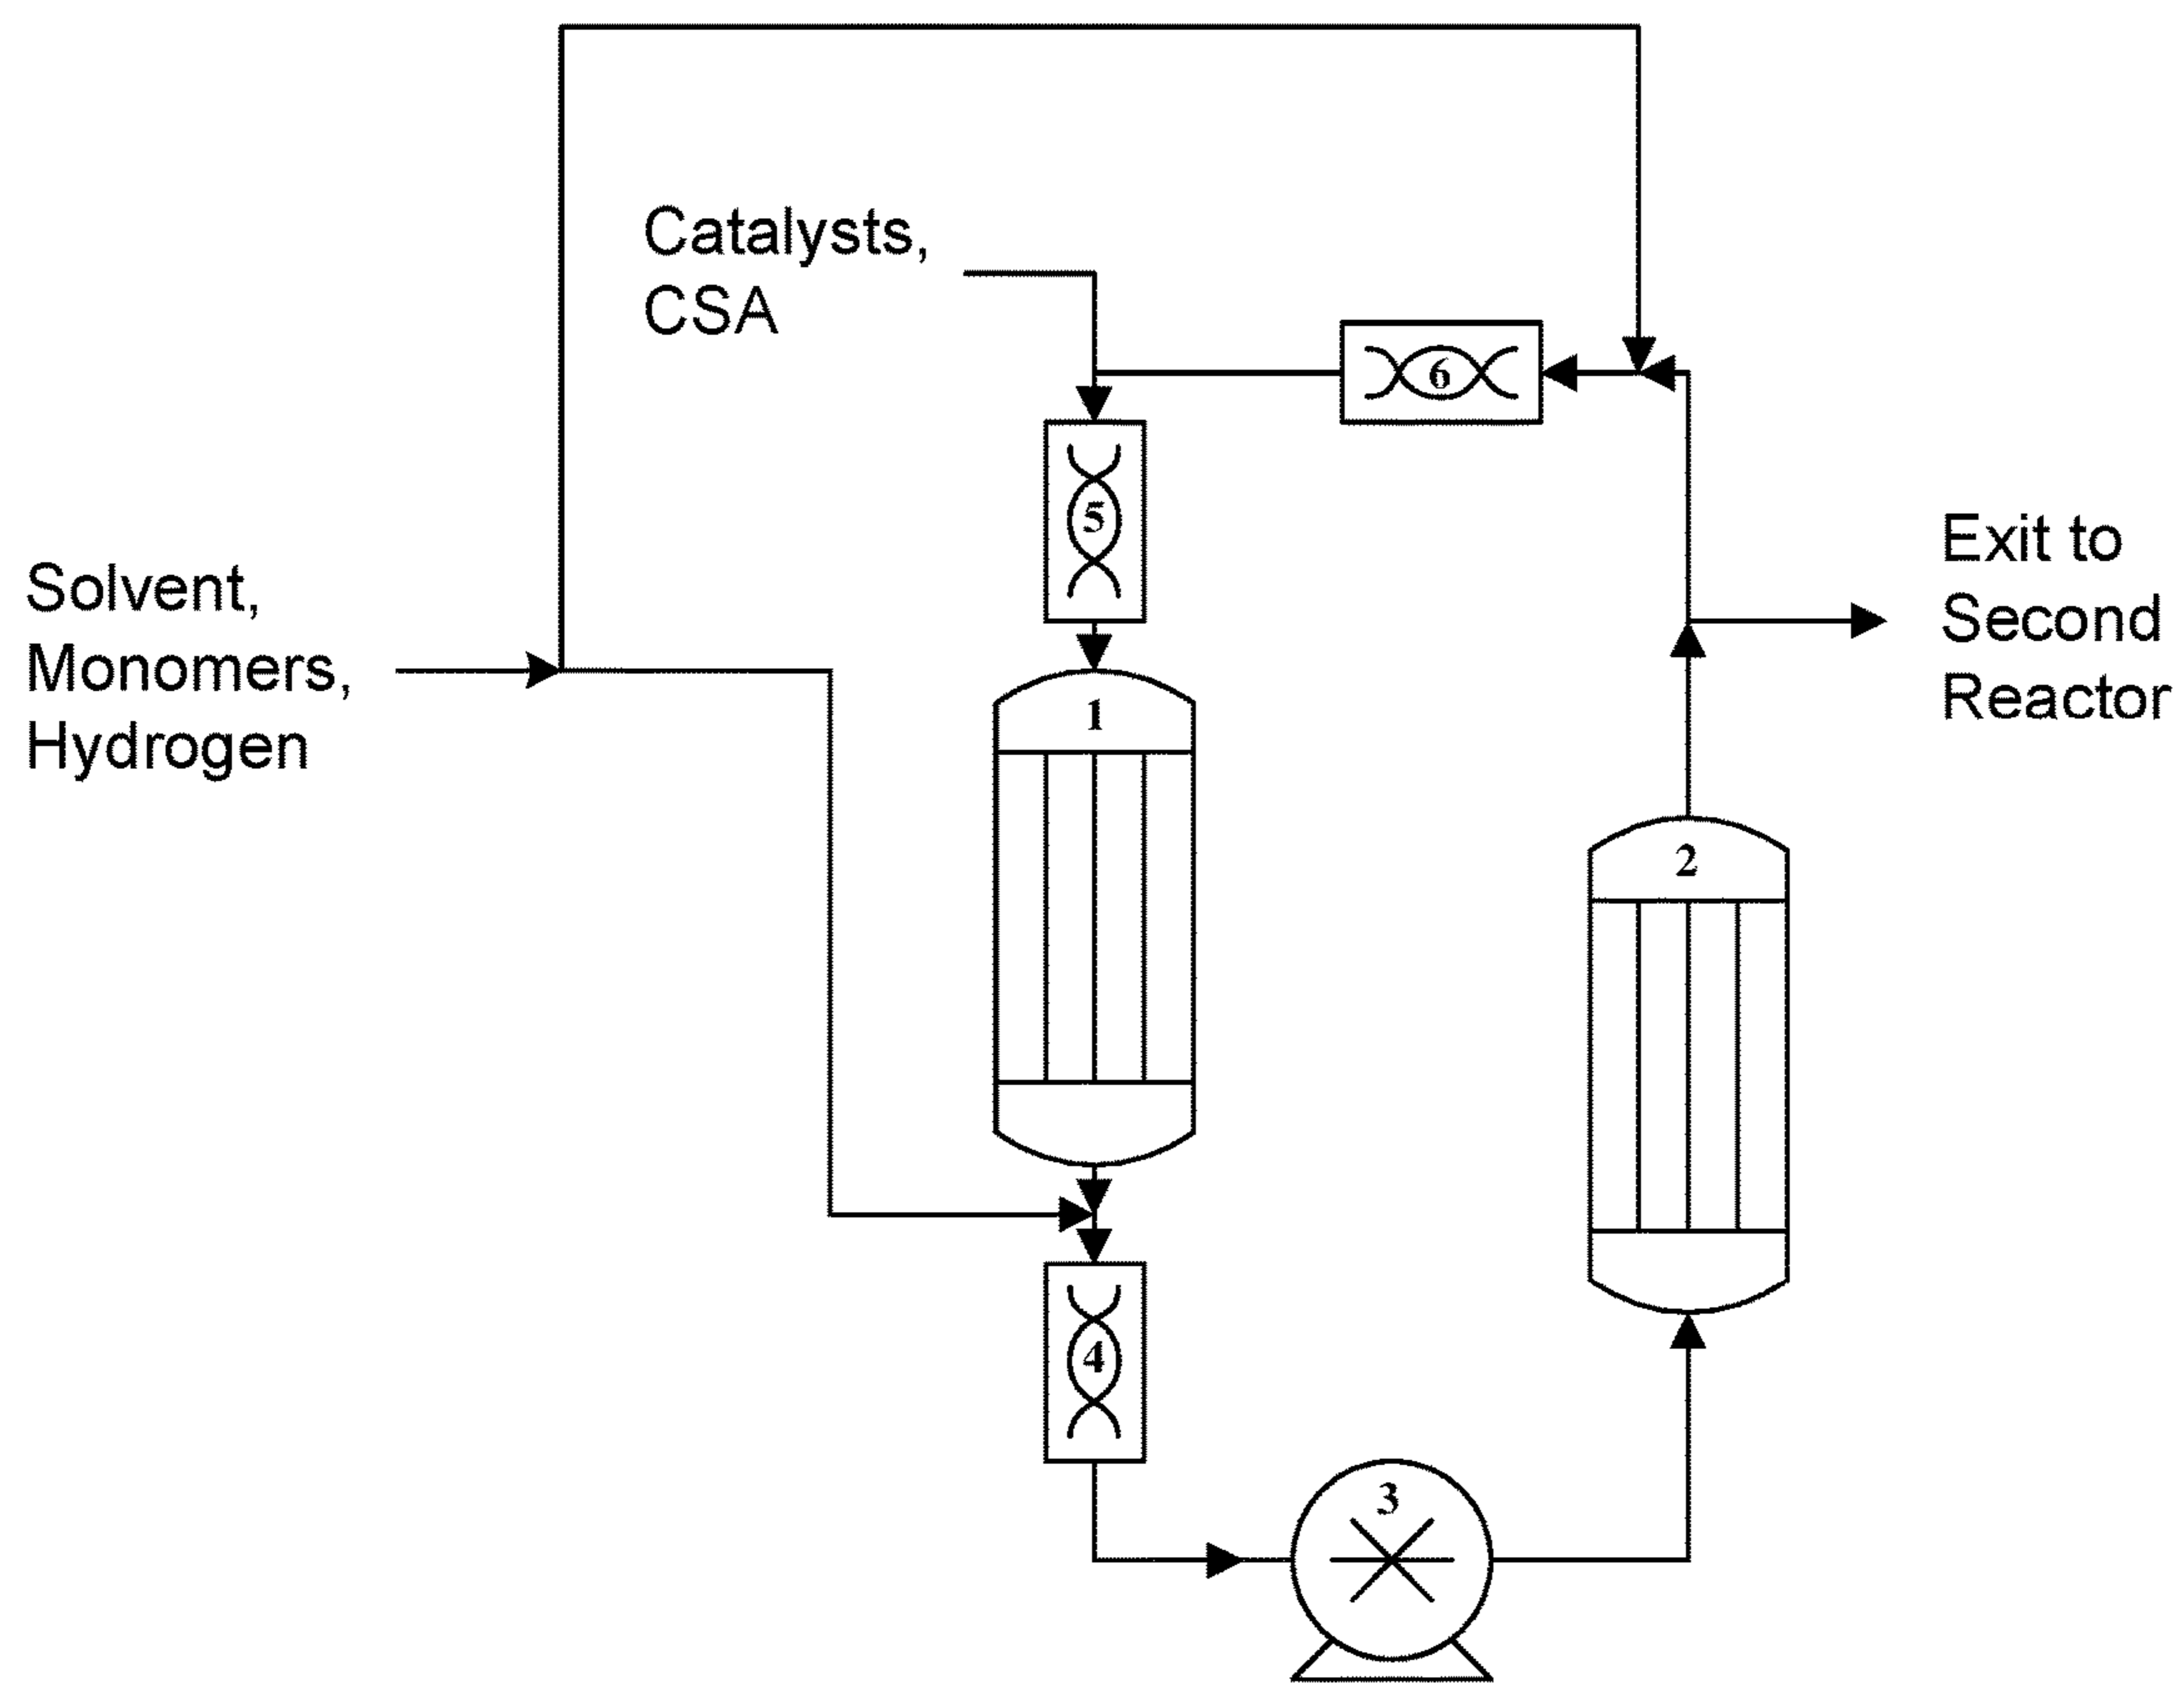 Catalysts,
CSA
6
5
Exit to
Second
Reactor
Solvent,
Monomers,
Hydrogen
1
2
4
3